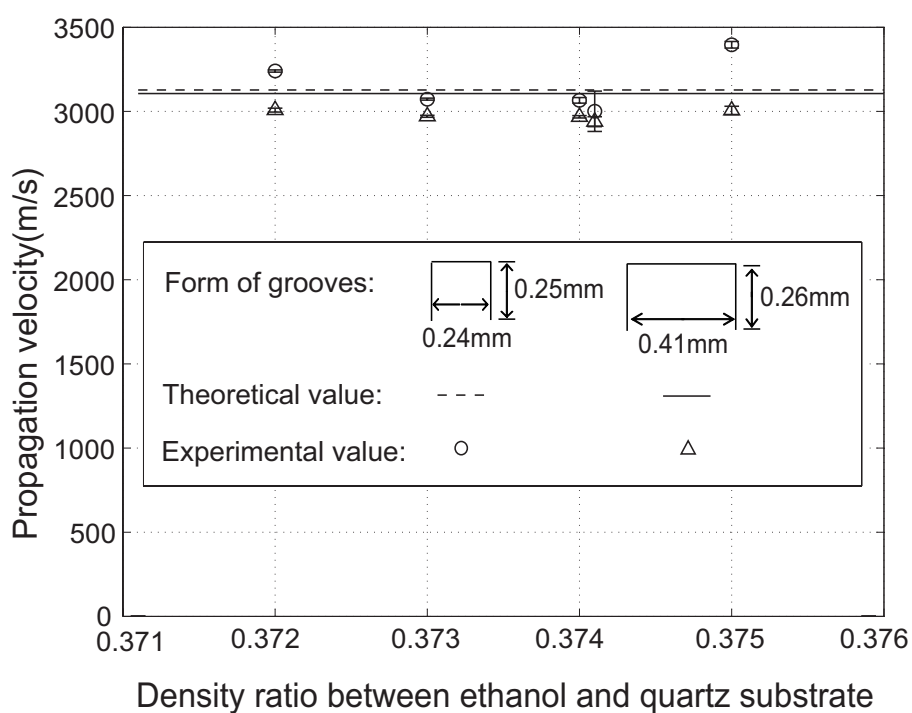 3500
3000
2500
2000
1500
1000
500
0
Propagation velocity(m/s)
Form of grooves:
0.25mm
0.24mm
0.26mm
0.41mm
Theoretical value:
Experimental value:
0.371 0.372 0.373 0.374 0.375 0.376
Density ratio between ethanol and quartz substrate